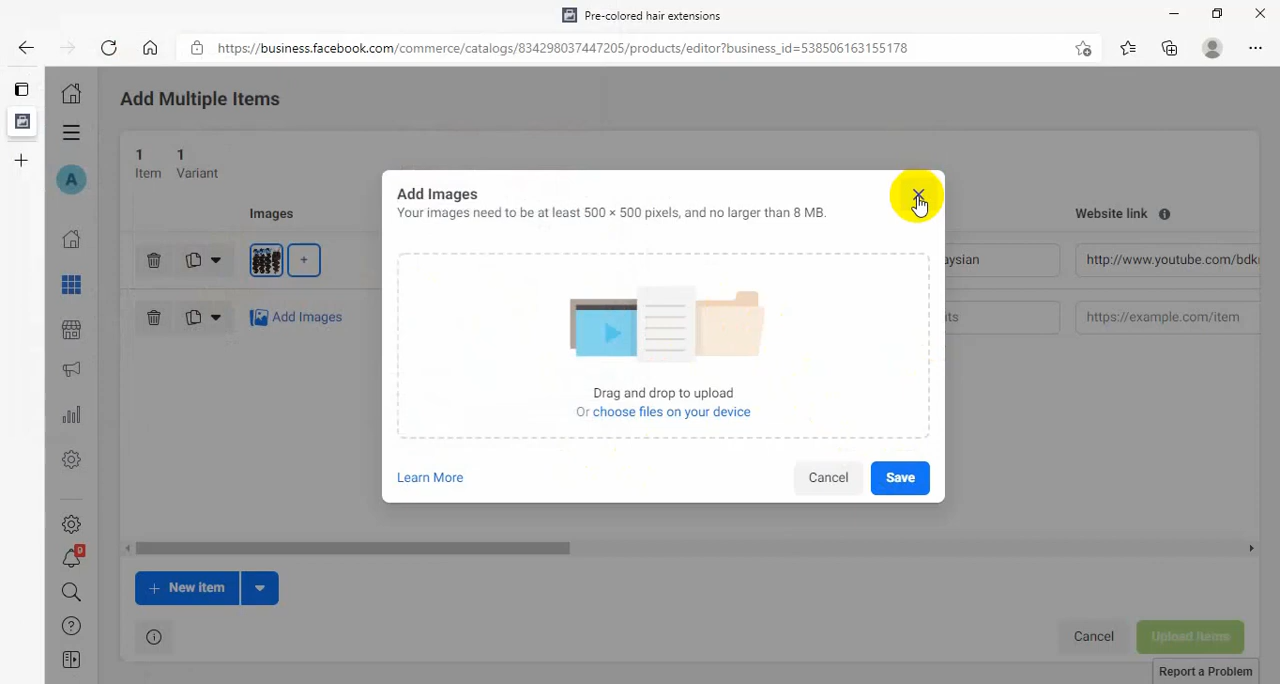 Pre-colored hair extensions
https://business.facebook.com/commerce/catalogs/834298037447205/products/editor?business_id=538506163155178
Add Multiple Items
A
1 1
Item Variant
Images
Website link
Add Images
Your images need to be at least 500 × 500 pixels, and no larger than 8 MB.
aysian
http://www.youtube.com/bdk
Add Images
nts
https://example.com/item
Drag and drop to upload
Or choose files on your device
Learn More
Cancel
Save
New item
Cancel
Upload Items
Report a Problem